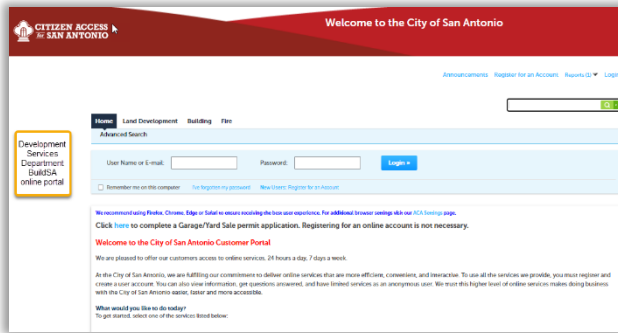 CITIZEN ACCESS
for SAN ANTONIO
Welcome to the City of San Antonio
Announcements Register for an Account Reports (1) Login
Home Land Development Building Fire
Advanced Search
Development
Services
Department
BuildSA
online portal
User Name or E-mail: Password: Login »
Remember me on this computer I've forgotten my password New Users: Register for an Account
We recommend using Firefox, Chrome, Edge or Safari to ensure receiving the best user experience. For additional browser settings visit our ACA Settings page.
Click here to complete a Garage/Yard Sale permit application. Registering for an online account is not necessary.
Welcome to the City of San Antonio Customer Portal
We are pleased to offer our customers access to online services, 24 hours a day, 7 days a week.
At the City of San Antonio, we are fulfilling our commitment to deliver online services that are more efficient, convenient, and interactive. To use all the services we provide, you must register and
create a user account. You can also view information, get questions answered, and have limited services as an anonymous user. We trust this higher level of online services makes doing business
with the City of San Antonio easier, faster and more accessible.
What would you like to do today?
To get started, select one of the services listed below: